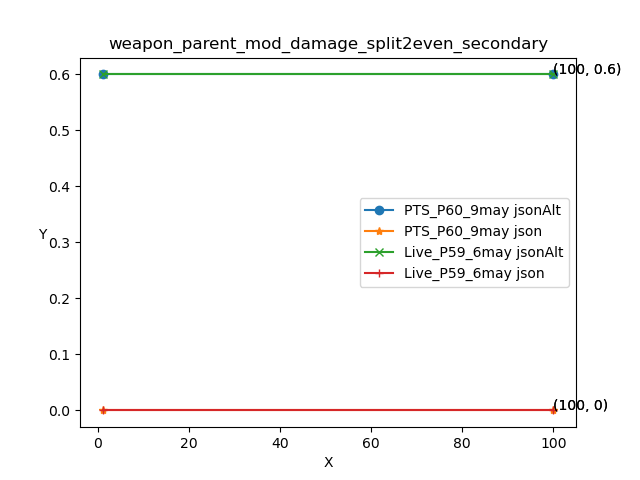 weapon_parent_mod_damage_split2even_secondary
0.6
0.5
0.4
0.3
0.2
0.1
0.0
Y
(100, 0.6)
PTS_P60_9may jsonAlt
PTS_P60_9may json
Live_P59_6may jsonAlt
Live_P59_6may json
(100, 0)
0
20
40
60
80
100
X